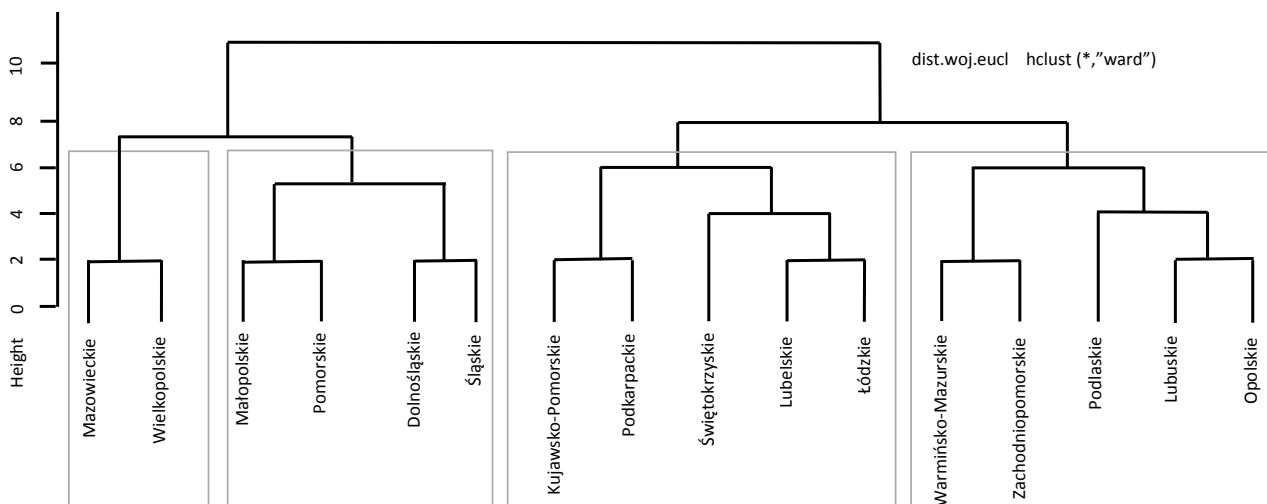 dist.woj.eucl hclust (*,"ward")
10
8
6
4
2
0
Height
Mazowieckie
Wielkopolskie
Małopolskie
Pomorskie
Dolnośląskie
Śląskie
Kujawsko-Pomorskie
Podkarpackie
Świętokrzyskie
Lubelskie
Łódzkie
Warmińsko-Mazurskie
Zachodniopomorskie
Podlaskie
Lubuskie
Opolskie